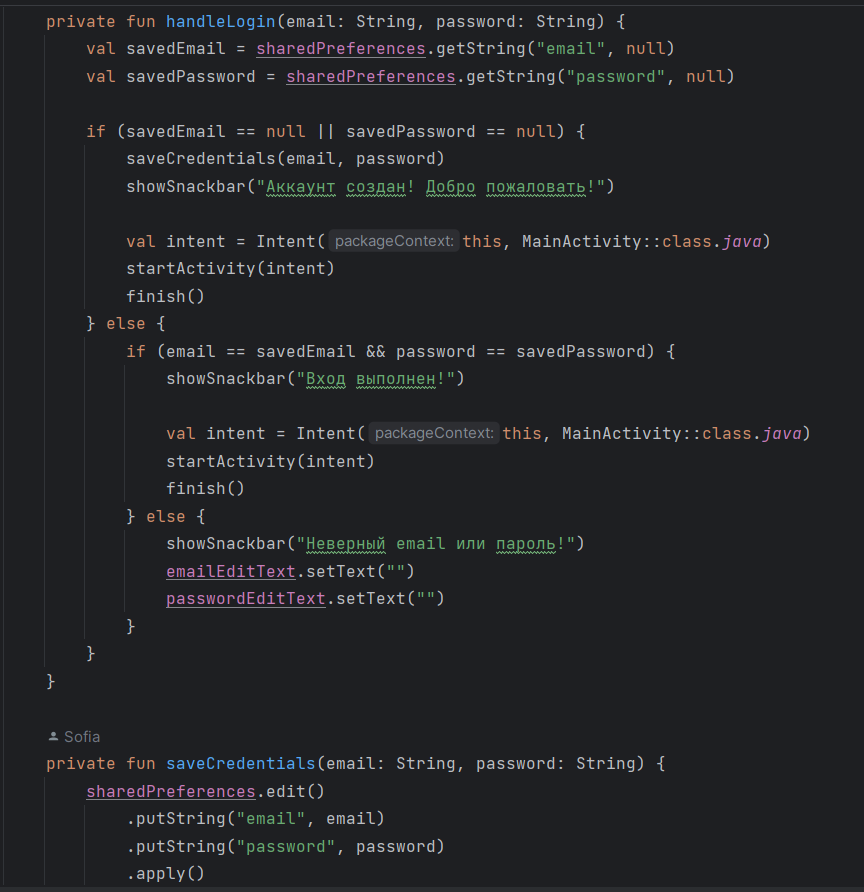 private fun handleLogin(email: String, password: String) {
    val savedEmail = sharedPreferences.getString("email", null)
    val savedPassword = sharedPreferences.getString("password", null)

    if (savedEmail == null || savedPassword == null) {
        saveCredentials(email, password)
        showSnackbar("Аккаунт создан! Добро пожаловать!")

        val intent = Intent( packageContext: this, MainActivity::class.java)
        startActivity(intent)
        finish()
    } else {
        if (email == savedEmail && password == savedPassword) {
            showSnackbar("Вход выполнен!")

            val intent = Intent( packageContext: this, MainActivity::class.java)
            startActivity(intent)
            finish()
        } else {
            showSnackbar("Неверный email или пароль!")
            emailEditText.setText("")
            passwordEditText.setText("")
        }
    }
}

Sofia
private fun saveCredentials(email: String, password: String) {
    sharedPreferences.edit()
        .putString("email", email)
        .putString("password", password)
        .apply()